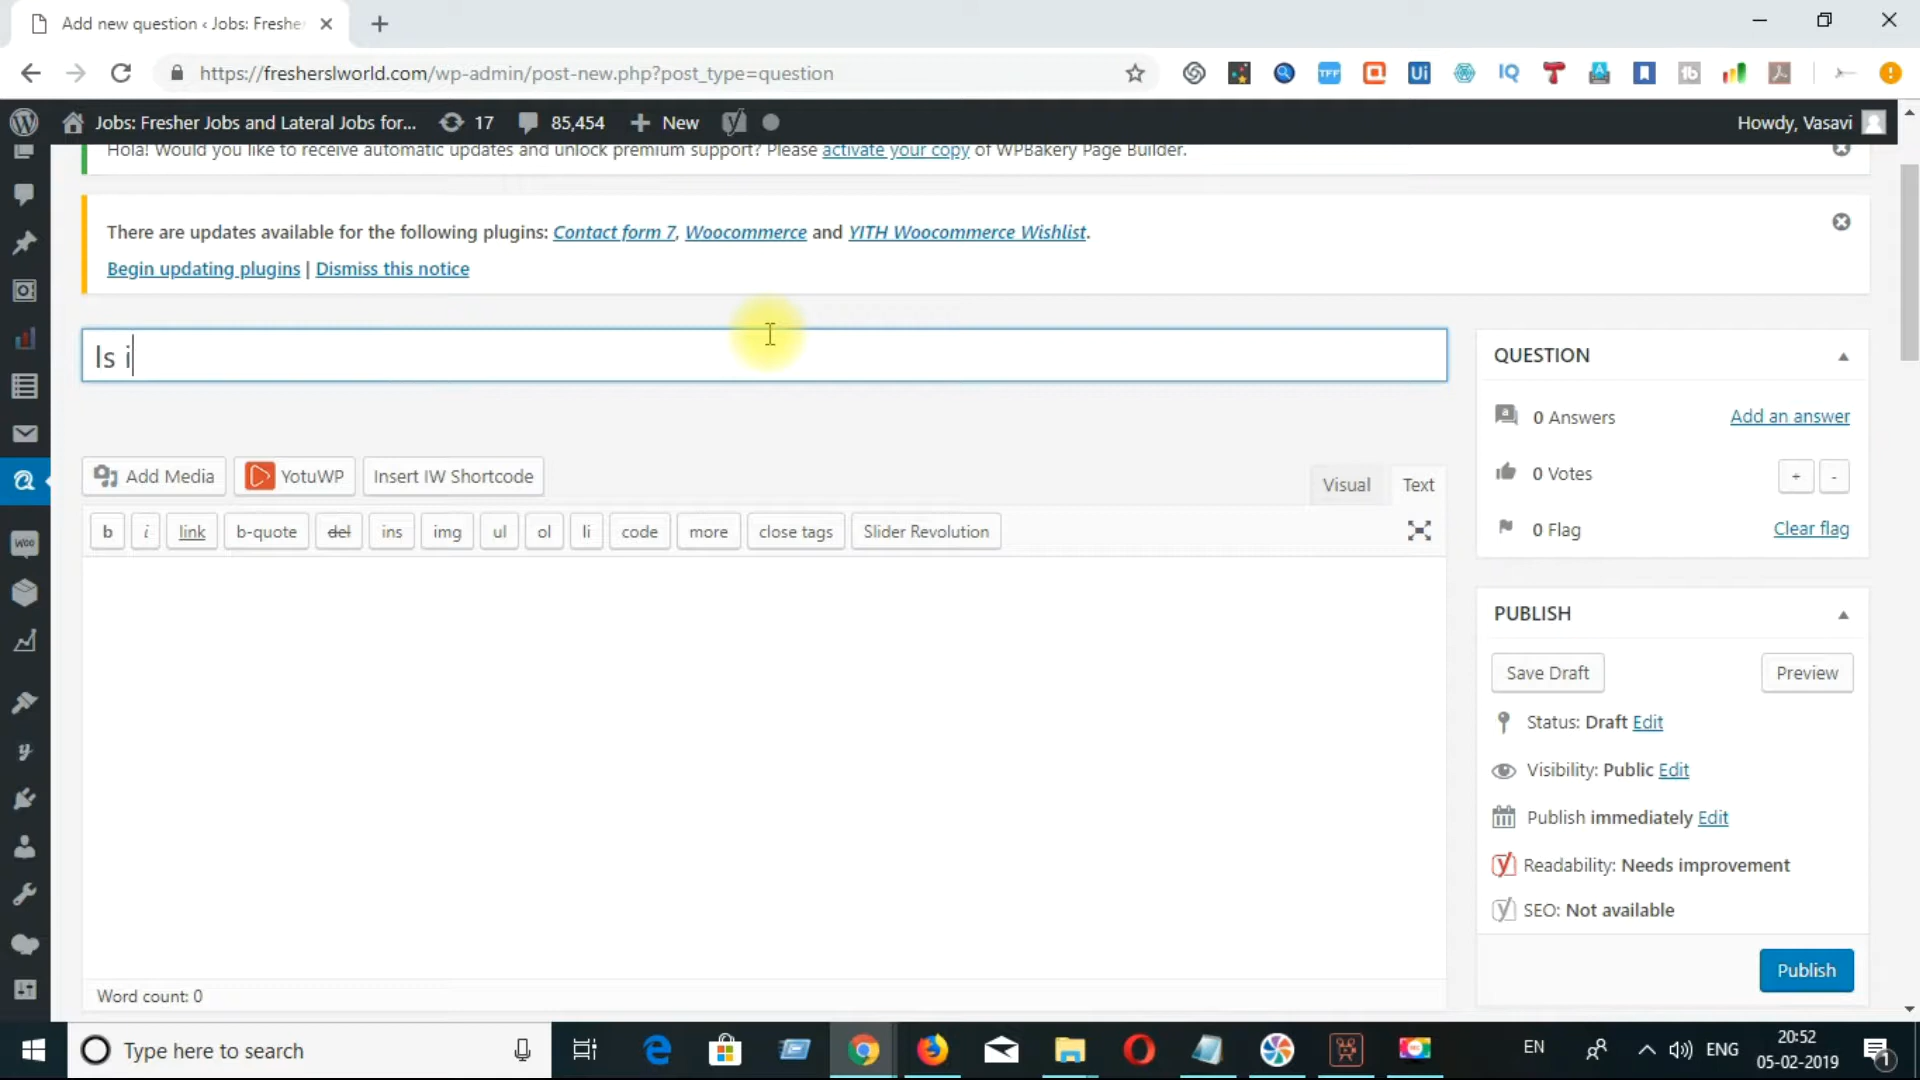 Add new question ‹ Jobs: Freshe
https://fresherslworld.com/wp-admin/post-new.php?post_type=question
TFF
Ui
IQ
Jobs: Fresher Jobs and Lateral Jobs for...
17
85,454
New
Howdy, Vasavi
Hola! Would you like to receive automatic updates and unlock premium support? Please activate your copy of WPBakery Page Builder.
There are updates available for the following plugins: Contact form 7, Woocommerce and YITH Woocommerce Wishlist.
Begin updating plugins | Dismiss this notice
Is i
QUESTION
0 Answers
Add an answer
0 Votes
+
-
0 Flag
Clear flag
Add Media
YotuWP
Insert IW Shortcode
Visual
Text
b
i
link
b-quote
del
ins
img
ul
ol
li
code
more
close tags
Slider Revolution
PUBLISH
Save Draft
Preview
Status: Draft Edit
Visibility: Public Edit
Publish immediately Edit
Readability: Needs improvement
SEO: Not available
Publish
Word count: 0
Type here to search
EN
ENG
20:52
05-02-2019
1